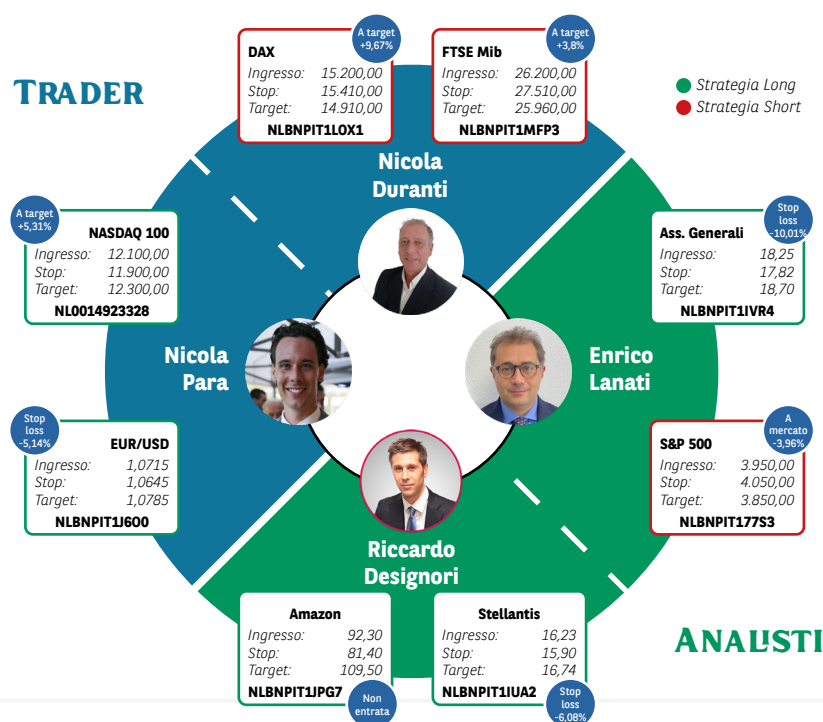 TRADER
A target
+9,67%
DAX
Ingresso: 15.200,00
Stop: 15.410,00
Target: 14.910,00
NLBNPIT1LOX1
A target
+3,8%
FTSE Mib
Ingresso: 26.200,00
Stop: 27.510,00
Target: 25.960,00
NLBNPIT1MFP3
Strategia Long
Strategia Short
Nicola
Duranti
A target
+5,31%
NASDAQ 100
Ingresso: 12.100,00
Stop: 11.900,00
Target: 12.300,00
NL0014923328
Stop
loss
-10,01%
Ass. Generali
Ingresso: 18,25
Stop: 17,82
Target: 18,70
NLBNPIT1IVR4
Nicola
Para
Enrico
Lanati
Stop
loss
-5,14%
EUR/USD
Ingresso: 1,0715
Stop: 1,0645
Target: 1,0785
NLBNPIT1J6O0
A
mercato
-3,96%
S&P 500
Ingresso: 3.950,00
Stop: 4.050,00
Target: 3.850,00
NLBNPIT177S3
Riccardo
Designori
Amazon
Ingresso: 92,30
Stop: 81,40
Target: 109,50
NLBNPIT1JPG7
Non
entrata
Stellantis
Ingresso: 16,23
Stop: 15,90
Target: 16,74
NLBNPIT1IUA2
Stop
loss
-6,08%
ANALISTI